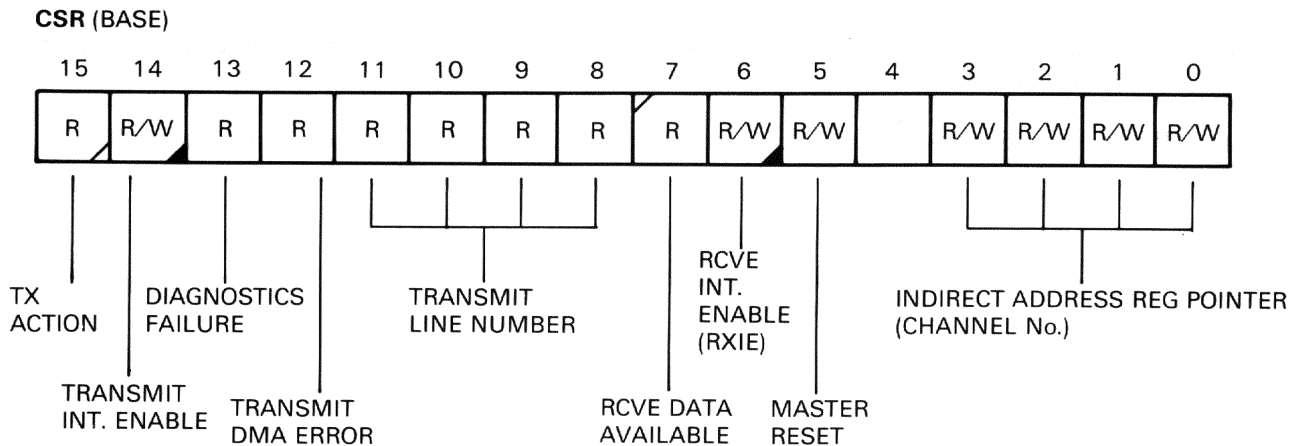 CSR (BASE)
15 14 13 12 11 10 9 8 7 6 5 4 3 2 1 0
R R/W R R R R R R R R/W R/W R/W R/W R/W R/W
TX
ACTION
DIAGNOSTICS
FAILURE
TRANSMIT
LINE NUMBER
RCVE
INT.
ENABLE
(RXIE)
INDIRECT ADDRESS REG POINTER
(CHANNEL No.)
TRANSMIT
INT. ENABLE
TRANSMIT
DMA ERROR
RCVE DATA
AVAILABLE
MASTER
RESET